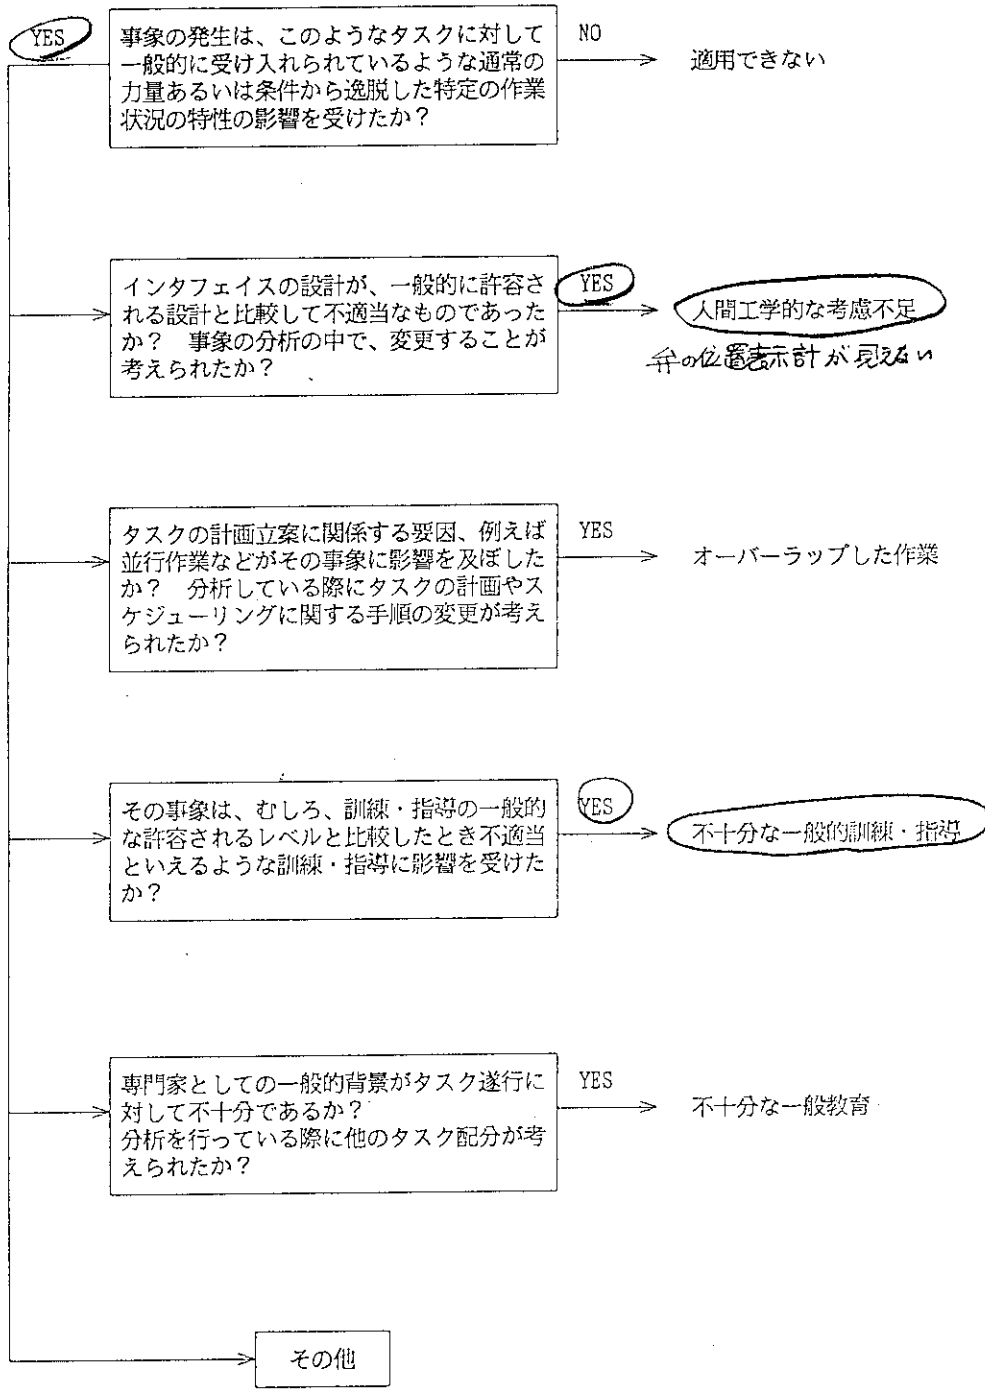 YES
事象の発生は、このようなタスクに対して
一般的に受け入れられているような通常の
力量あるいは条件から逸脱した特定の作業
状況の特性の影響を受けたか？
NO
適用できない
インタフェイスの設計が、一般的に許容さ
れる設計と比較して不適当なものであった
か？　事象の分析の中で、変更することが
考えられたか？
YES
人間工学的な考慮不足
弁の位置表示計が見えない
タスクの計画立案に関係する要因、例えば
並行作業などがその事象に影響を及ぼした
か？　分析している際にタスクの計画やス
ケジューリングに関する手順の変更が考え
られたか？
YES
オーバーラップした作業
その事象は、むしろ、訓練・指導の一般的
な許容されるレベルと比較したとき不適当
といえるような訓練・指導に影響を受けた
か？
YES
不十分な一般的訓練・指導
専門家としての一般的背景がタスク遂行に
対して不十分であるか？
分析を行っている際に他のタスク配分が考
えられたか？
YES
不十分な一般教育
その他